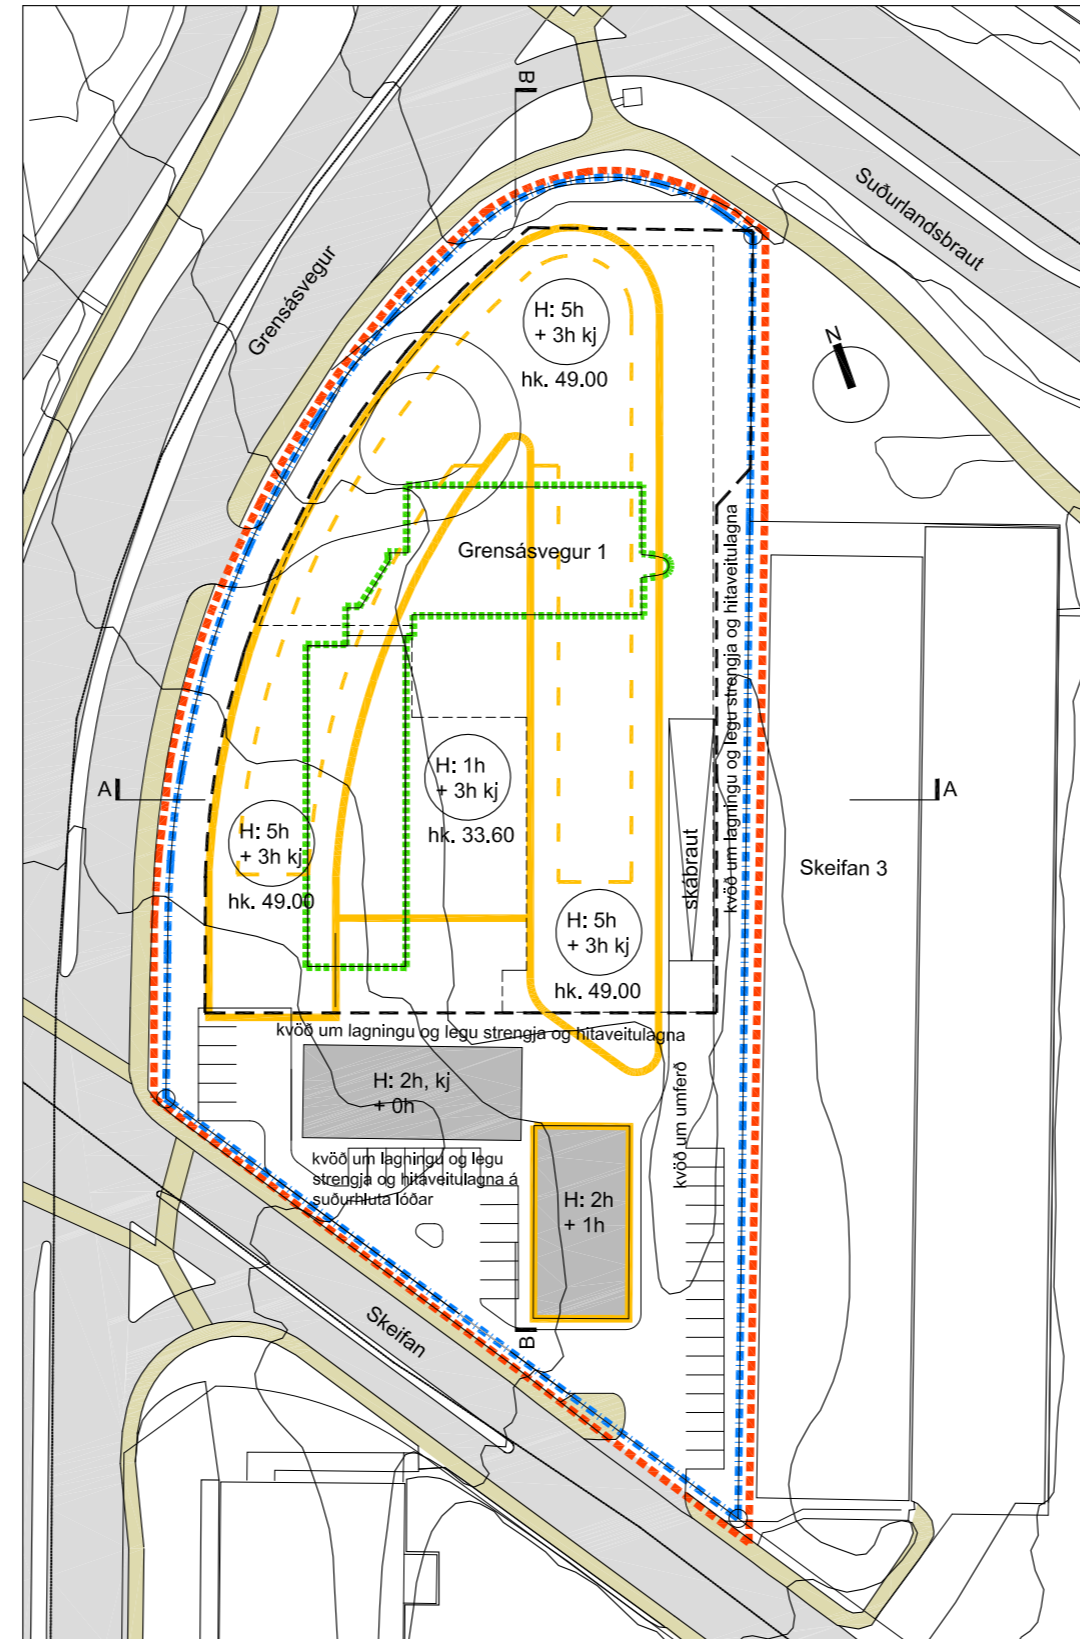 B
Suðurlandsbraut
Grensásvegur
H: 5h
+ 3h kj
hk. 49.00
N
Grensásvegur 1
kvöð um lagningu og legu strengja og hitaveitulagna
H: 1h
+ 3h kj
hk. 33.60
A
A
H: 5h
+ 3h kj
hk. 49.00
skábraut
Skeifan 3
H: 5h
+ 3h kj
hk. 49.00
kvöð um lagningu og legu strengja og hitaveitulagna
H: 2h, kj
+ 0h
kvöð um umferð
kvöð um lagningu og legu
strengja og hitaveitulagna á
suðurhluta lóðar
H: 2h
+ 1h
Skeifan
B